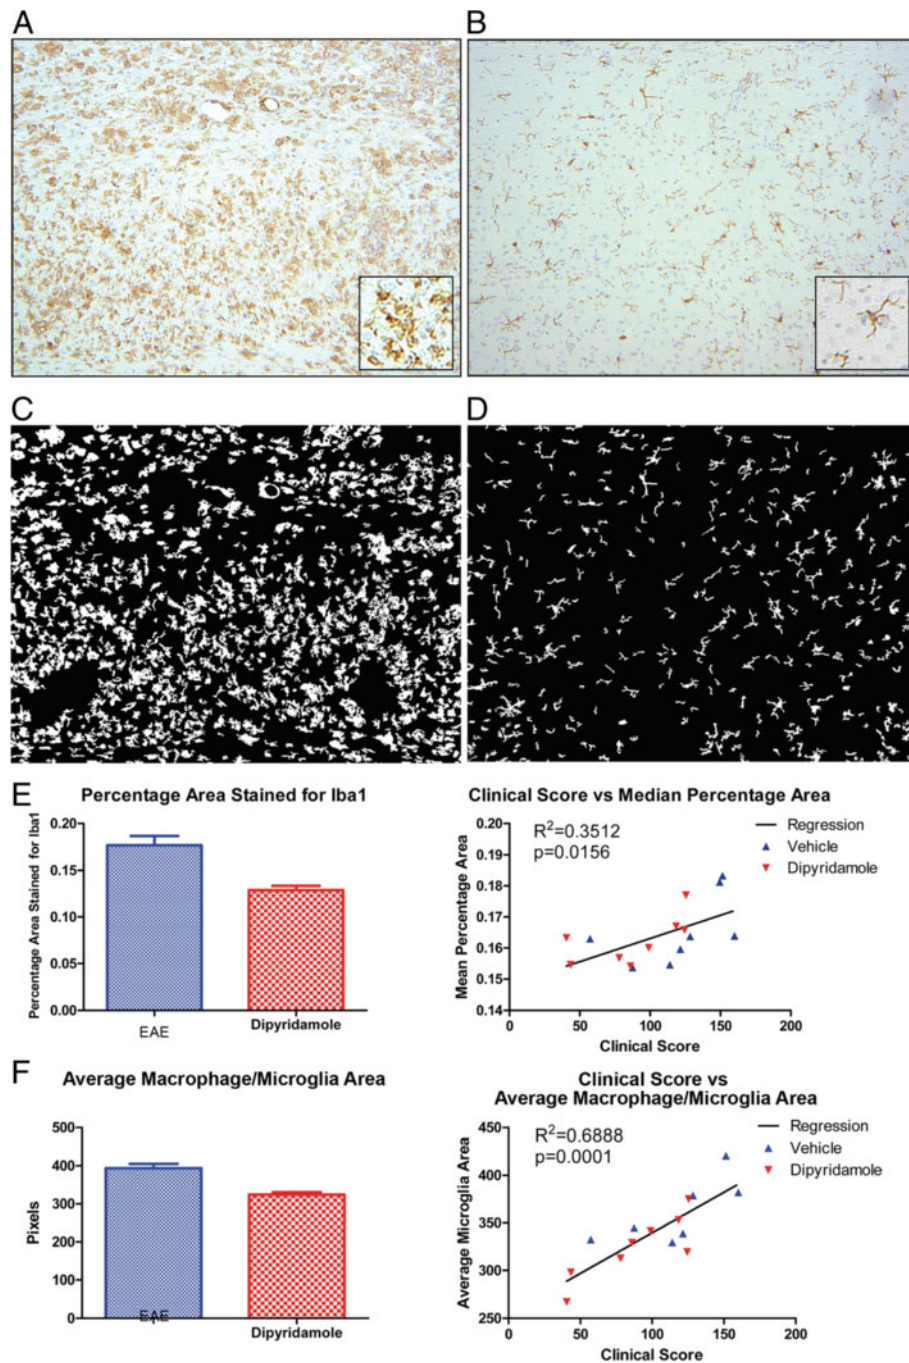 A
B
C
D
E
Percentage Area Stained for Iba1
Percentage Area Stained for Iba1
0.20
0.15
0.10
0.05
0.00
EAE
Dipyridamole
Clinical Score vs Median Percentage Area
R²=0.3512
p=0.0156
Regression
Vehicle
Dipyridamole
Mean Percentage Area
0.20
0.19
0.18
0.17
0.16
0.15
0.14
0
50
100
150
200
Clinical Score
F
Average Macrophage/Microglia Area
Pixels
500
400
300
200
100
0
EAE
Dipyridamole
Clinical Score vs
Average Macrophage/Microglia Area
R²=0.6888
p=0.0001
Regression
Vehicle
Dipyridamole
Average Microglia Area
450
400
350
300
250
0
50
100
150
200
Clinical Score